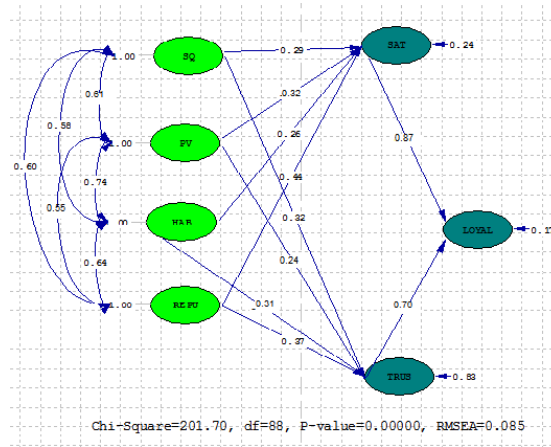 1.00 SQ 0.29 SAT 0.24
0.61
0.32
0.58
0.87
1.00 PV 0.26
0.60
0.74 0.44
0.55
HAR 0.32 LOYAL
0.64 0.24
1.00 REPU 0.31 0.70
0.37
TRUS 0.83
Chi-Square=201.70, df=88, P-value=0.00000, RMSEA=0.085